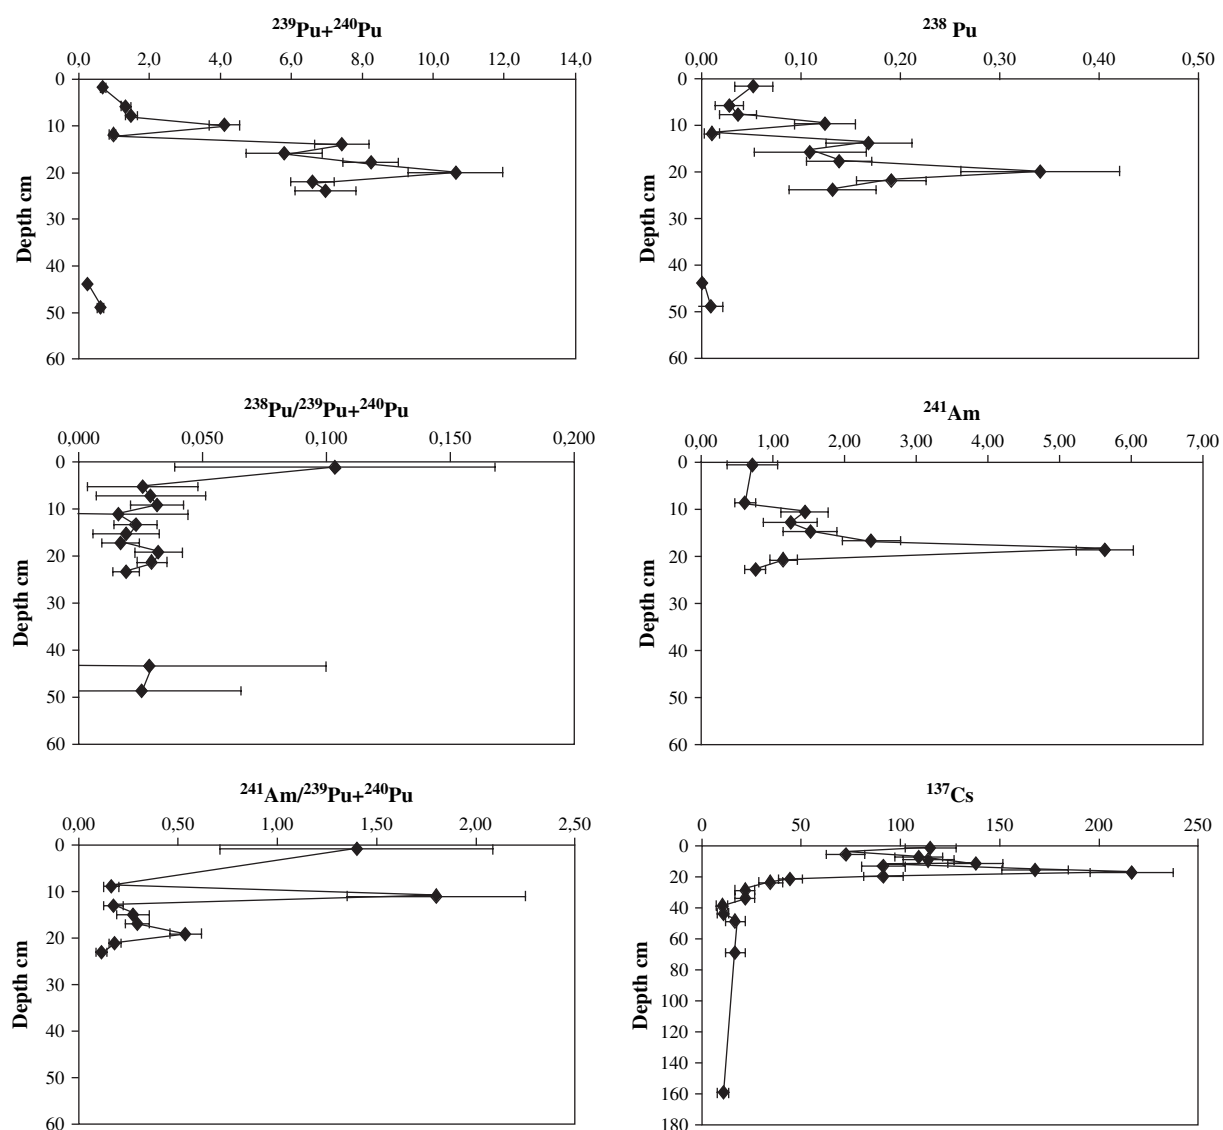 ²³⁹Pu+²⁴⁰Pu
0,0 2,0 4,0 6,0 8,0 10,0 12,0 14,0
0
10
20
30
40
50
60
Depth cm
²³⁸ Pu
0,00 0,10 0,20 0,30 0,40 0,50
0
10
20
30
40
50
60
Depth cm
²³⁸Pu/²³⁹Pu+²⁴⁰Pu
0,000 0,050 0,100 0,150 0,200
0
10
20
30
40
50
60
Depth cm
²⁴¹Am
0,00 1,00 2,00 3,00 4,00 5,00 6,00 7,00
0
10
20
30
40
50
60
Depth cm
²⁴¹Am/²³⁹Pu+²⁴⁰Pu
0,00 0,50 1,00 1,50 2,00 2,50
0
10
20
30
40
50
60
Depth cm
¹³⁷Cs
0 50 100 150 200 250
0
20
40
60
80
100
120
140
160
180
Depth cm